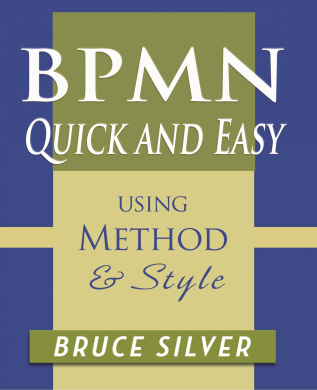 BPMN
QUICK AND EASY
USING
METHOD
& Style
BRUCE SILVER